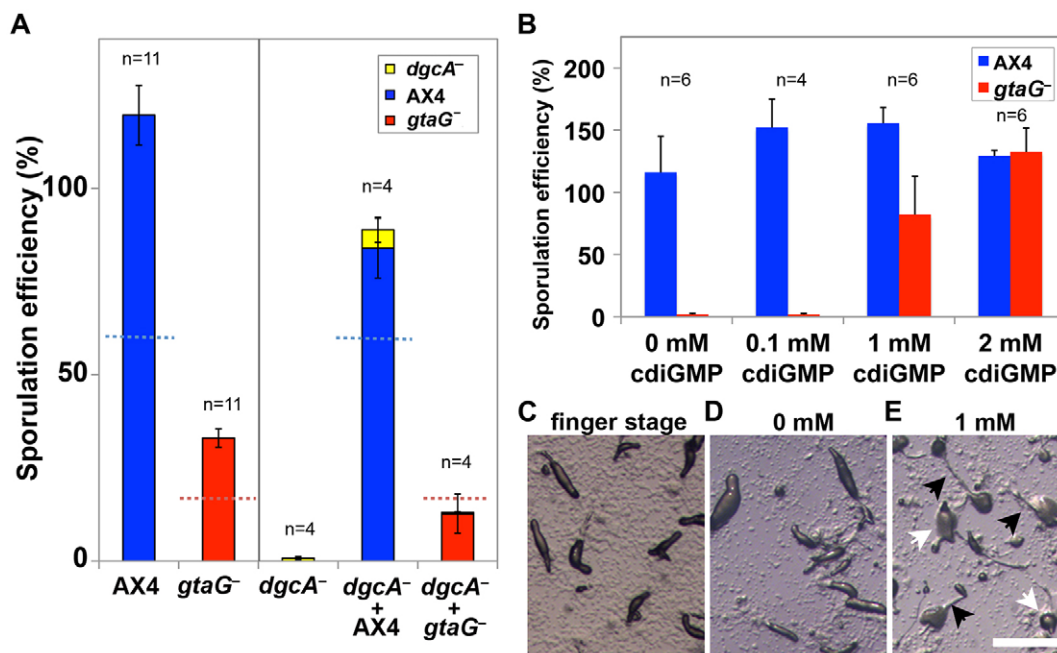 A
Sporulation efficiency (%)
100
50
0
n=11
n=11
n=4
n=4
n=4
dgcA⁻
AX4
gtaG⁻
AX4
gtaG⁻
dgcA⁻
dgcA⁻
+
AX4
dgcA⁻
+
gtaG⁻
B
Sporulation efficiency (%)
200
150
100
50
0
n=6
n=4
n=6
n=6
AX4
gtaG⁻
0 mM
cdiGMP
0.1 mM
cdiGMP
1 mM
cdiGMP
2 mM
cdiGMP
C finger stage
D 0 mM
E 1 mM